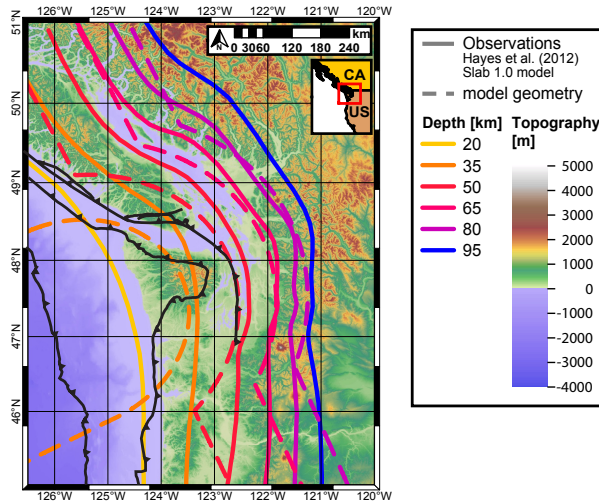 126°W 125°W 124°W 123°W 122°W 121°W 120°W
51°N
50°N
49°N
48°N
47°N
46°N
km
0 3060 120 180 240
CA
US
126°W 125°W 124°W 123°W 122°W 121°W 120°W
Observations
Hayes et al. (2012)
Slab 1.0 model
model geometry
Depth [km] Topography
[m]
20
35
50
65
80
95
5000
4000
3000
2000
1000
0
-1000
-2000
-3000
-4000